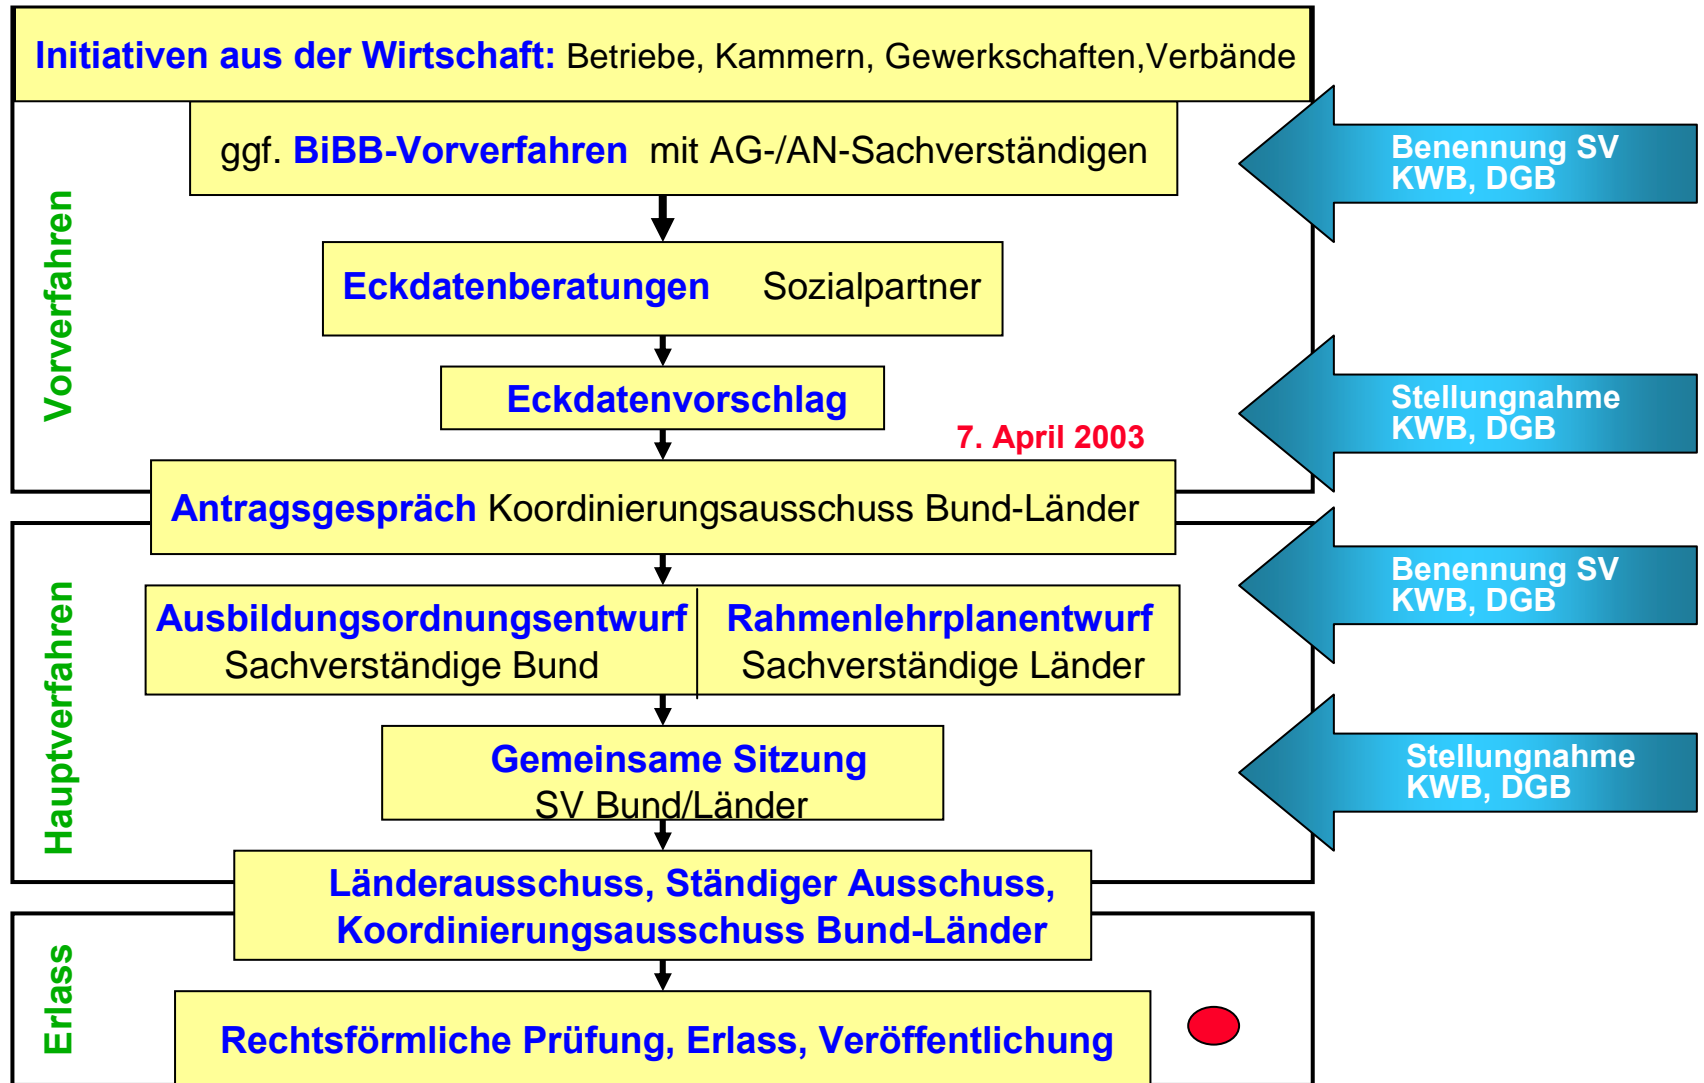 Initiativen aus der Wirtschaft: Betriebe, Kammern, Gewerkschaften,Verbände
ggf. BiBB-Vorverfahren mit AG-/AN-Sachverständigen
Benennung SV
KWB, DGB
Vorverfahren
Eckdatenberatungen Sozialpartner
Eckdatenvorschlag
Stellungnahme
KWB, DGB
7. April 2003
Antragsgespräch Koordinierungsausschuss Bund-Länder
Benennung SV
KWB, DGB
Hauptverfahren
Ausbildungsordnungsentwurf
Sachverständige Bund
Rahmenlehrplanentwurf
Sachverständige Länder
Gemeinsame Sitzung
SV Bund/Länder
Stellungnahme
KWB, DGB
Länderausschuss, Ständiger Ausschuss,
Koordinierungsausschuss Bund-Länder
Erlass
Rechtsförmliche Prüfung, Erlass, Veröffentlichung